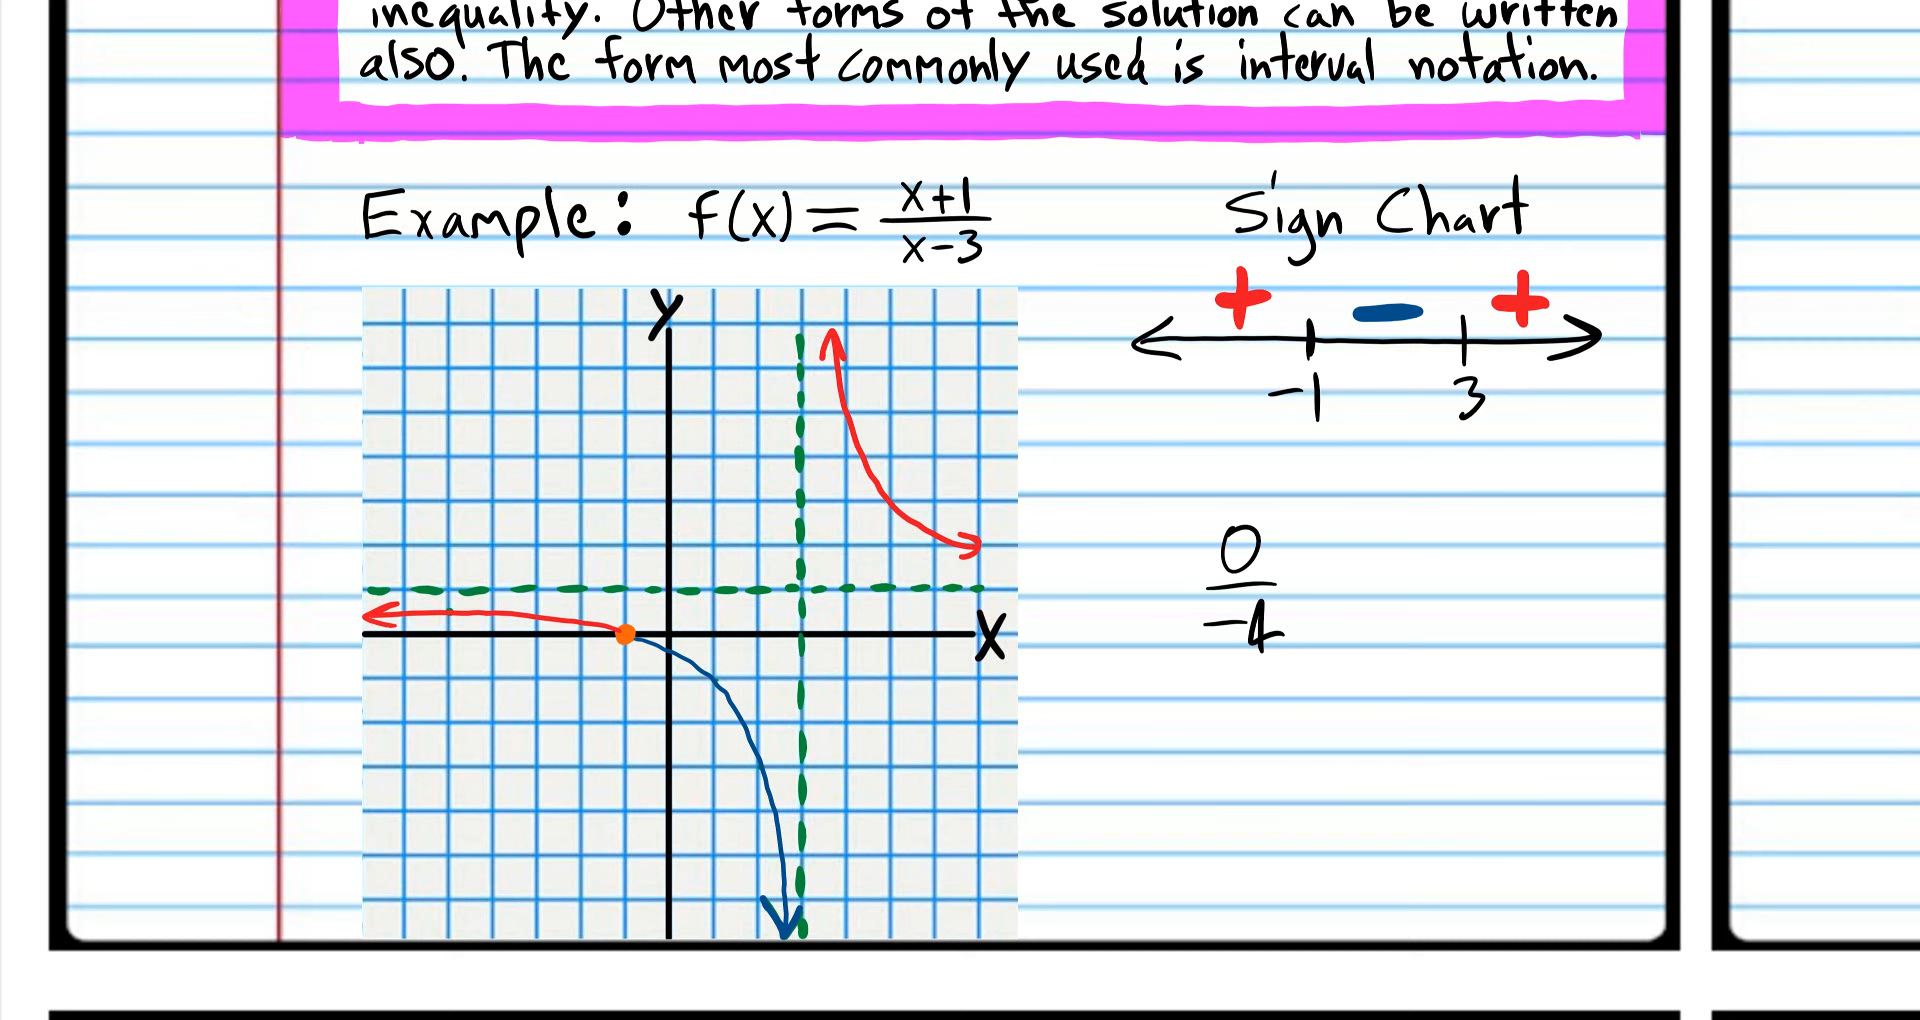 inequality. Other forms of the solution can be written
also. The form most commonly used is interval notation.
Example: f(x) = x+1
x-3
Sign Chart
+ - +
-1 3
Y
X
0
-4